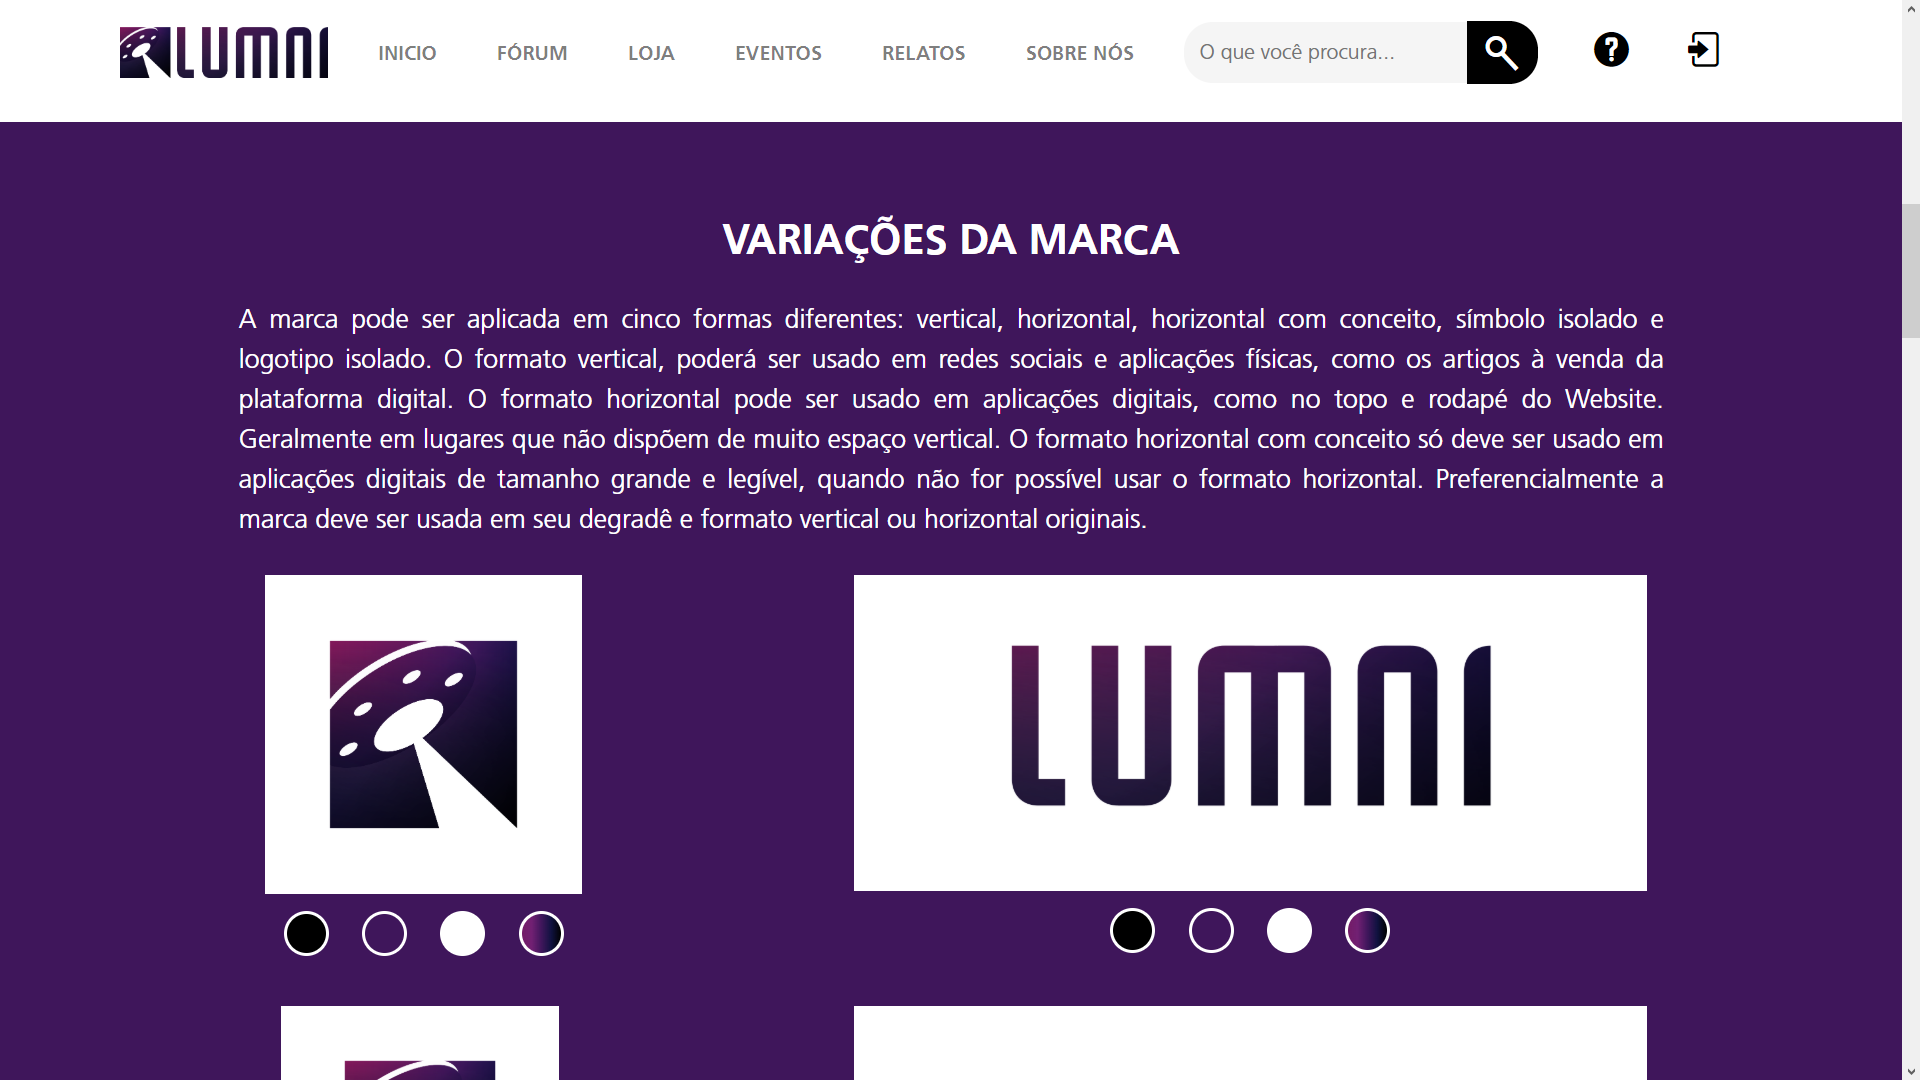 LUMNI
INICIO
FÓRUM
LOJA
EVENTOS
RELATOS
SOBRE NÓS
O que você procura...
?
VARIAÇÕES DA MARCA
A marca pode ser aplicada em cinco formas diferentes: vertical, horizontal, horizontal com conceito, símbolo isolado e
logotipo isolado. O formato vertical, poderá ser usado em redes sociais e aplicações físicas, como os artigos à venda da
plataforma digital. O formato horizontal pode ser usado em aplicações digitais, como no topo e rodapé do Website.
Geralmente em lugares que não dispõem de muito espaço vertical. O formato horizontal com conceito só deve ser usado em
aplicações digitais de tamanho grande e legível, quando não for possível usar o formato horizontal. Preferencialmente a
marca deve ser usada em seu degradê e formato vertical ou horizontal originais.
LUMNI